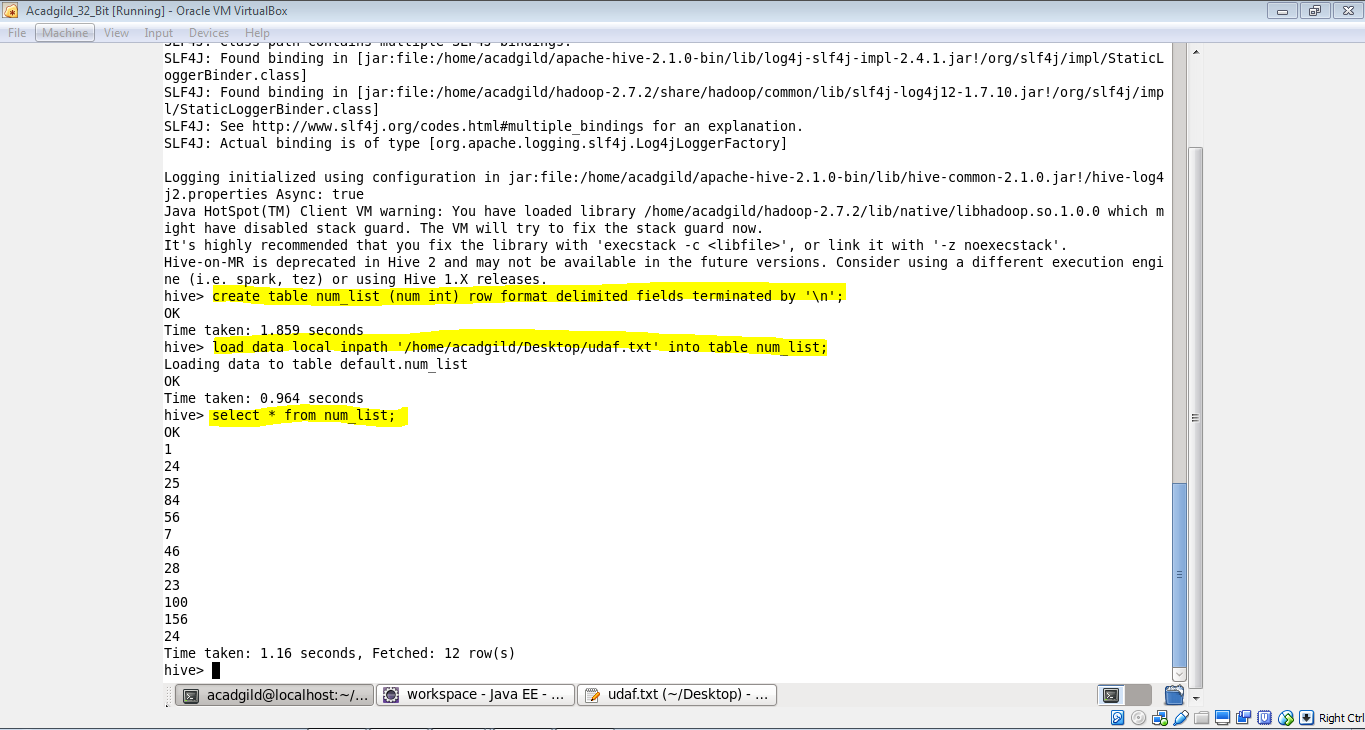 Acadgild_32_Bit [Running] - Oracle VM VirtualBox
File Machine View Input Devices Help
SLF4J: Class path contains multiple SLF4J bindings.
SLF4J: Found binding in [jar:file:/home/acadgild/apache-hive-2.1.0-bin/lib/log4j-slf4j-impl-2.4.1.jar!/org/slf4j/impl/StaticL
oggerBinder.class]
SLF4J: Found binding in [jar:file:/home/acadgild/hadoop-2.7.2/share/hadoop/common/lib/slf4j-log4j12-1.7.10.jar!/org/slf4j/imp
l/StaticLoggerBinder.class]
SLF4J: See http://www.slf4j.org/codes.html#multiple_bindings for an explanation.
SLF4J: Actual binding is of type [org.apache.logging.slf4j.Log4jLoggerFactory]
Logging initialized using configuration in jar:file:/home/acadgild/apache-hive-2.1.0-bin/lib/hive-common-2.1.0.jar!/hive-log4
j2.properties Async: true
Java HotSpot(TM) Client VM warning: You have loaded library /home/acadgild/hadoop-2.7.2/lib/native/libhadoop.so.1.0.0 which m
ight have disabled stack guard. The VM will try to fix the stack guard now.
It's highly recommended that you fix the library with 'execstack -c <libfile>', or link it with '-z noexecstack'.
Hive-on-MR is deprecated in Hive 2 and may not be available in the future versions. Consider using a different execution engi
ne (i.e. spark, tez) or using Hive 1.X releases.
hive> create table num_list (num int) row format delimited fields terminated by '\n';
OK
Time taken: 1.859 seconds
hive> load data local inpath '/home/acadgild/Desktop/udaf.txt' into table num_list;
Loading data to table default.num_list
OK
Time taken: 0.964 seconds
hive> select * from num_list;
OK
1
24
25
84
56
7
46
28
23
100
156
24
Time taken: 1.16 seconds, Fetched: 12 row(s)
hive>
acadgild@localhost:~/... workspace - Java EE - ... udaf.txt (~/Desktop) - ...
Right Ctrl